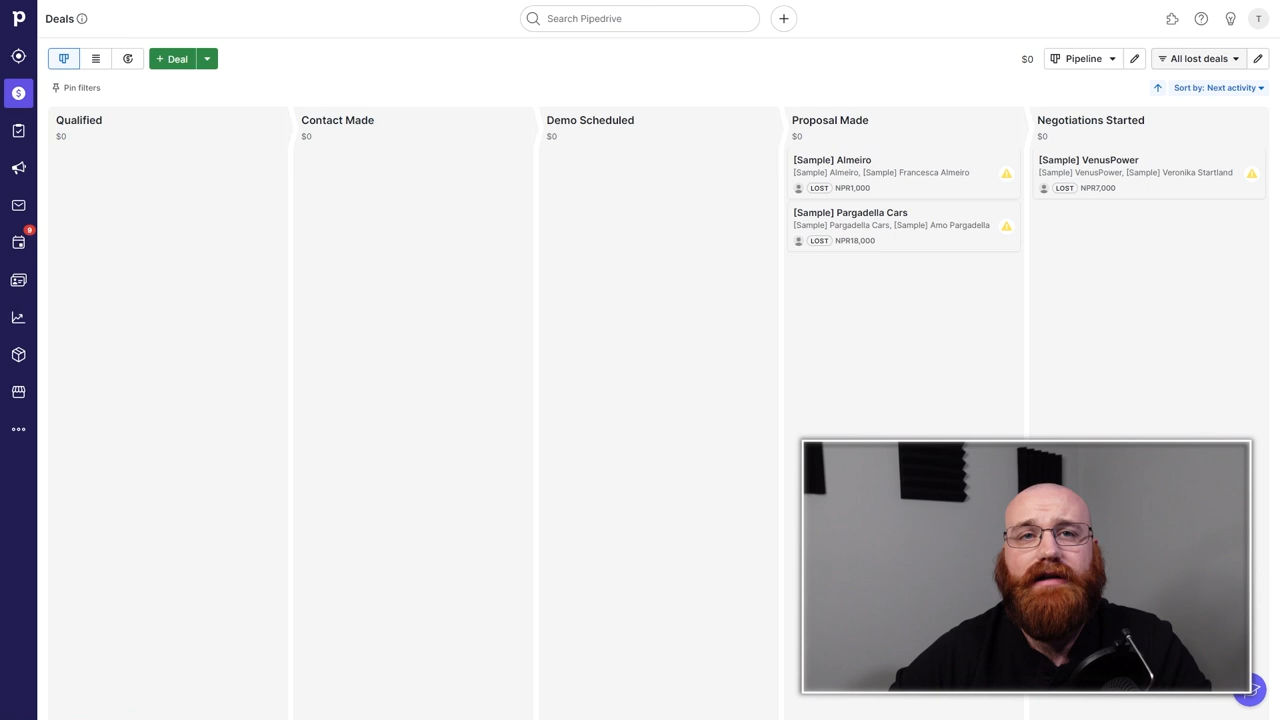 p
Deals
Search Pipedrive
T
+ Deal
$0
Pipeline
All lost deals
Pin filters
Sort by: Next activity
Qualified
$0
Contact Made
$0
Demo Scheduled
$0
Proposal Made
$0
[Sample] Almeiro
[Sample] Almeiro, [Sample] Francesca Almeiro
LOST NPR1,000
[Sample] Pargadella Cars
[Sample] Pargadella Cars, [Sample] Amo Pargadella
LOST NPR18,000
Negotiations Started
$0
[Sample] VenusPower
[Sample] VenusPower, [Sample] Veronika Startland
LOST NPR7,000
9